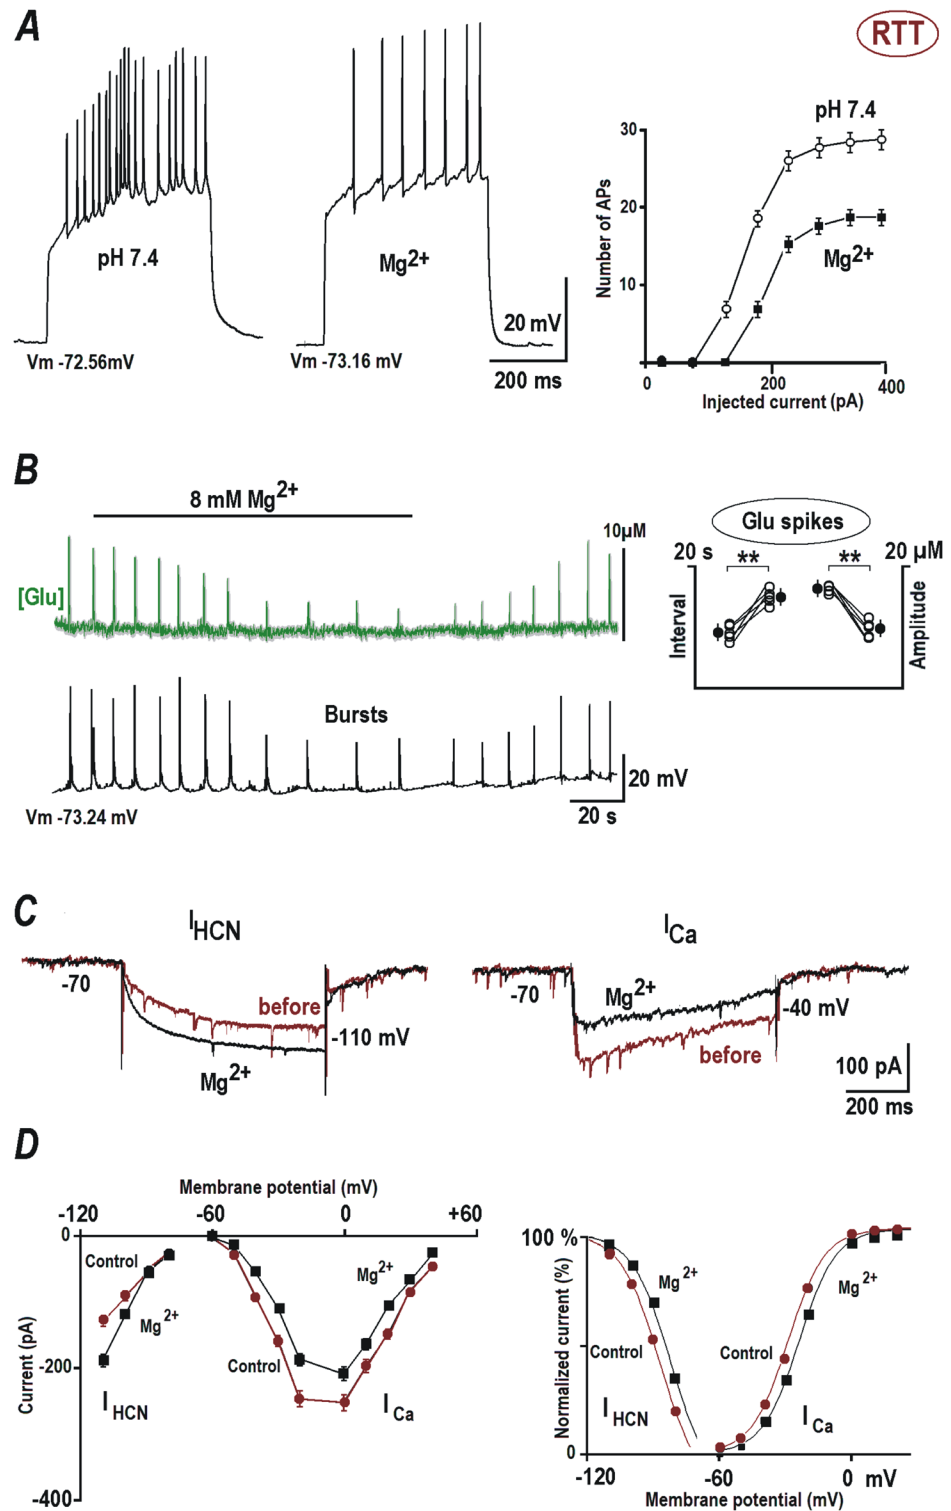 A
RTT
pH 7.4
Mg2+
20 mV
200 ms
Vm -72.56mV
Vm -73.16 mV
pH 7.4
30
20
10
Number of APs
Mg2+
0
200
400
Injected current (pA)
B
8 mM Mg2+
10µM
[Glu]
Glu spikes
20 s
**
**
20 µM
Interval
Amplitude
Bursts
20 mV
20 s
Vm -73.24 mV
C
IHCN
-70
before
-110 mV
Mg2+
ICa
-70
Mg2+
-40 mV
before
100 pA
200 ms
D
Membrane potential (mV)
-120
-60
0
+60
0
-200
-400
Current (pA)
Control
Mg2+
I HCN
Mg2+
Control
I Ca
100 %
0
Normalized current (%)
Mg2+
Control
I HCN
Control
Mg2+
I Ca
-120
-60
0
mV
Membrane potential (mV)